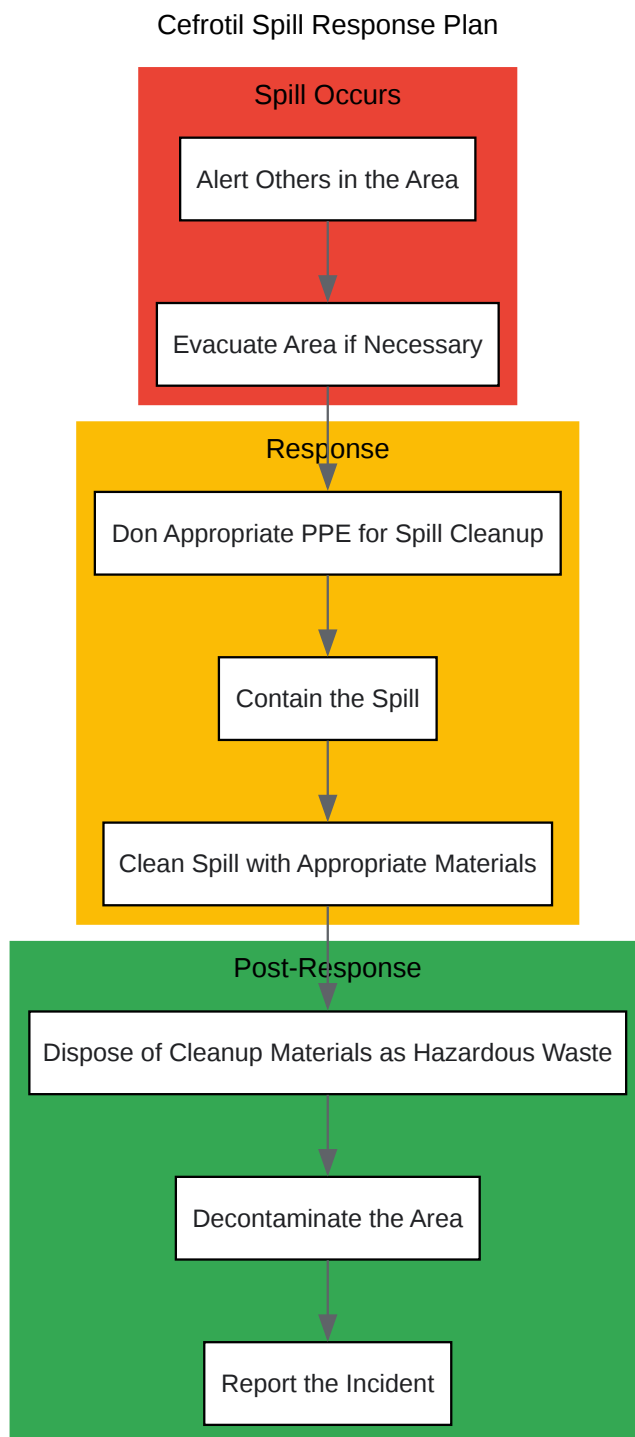 Cefrotil Spill Response Plan
Spill Occurs
Alert Others in the Area
Evacuate Area if Necessary
Response
Don Appropriate PPE for Spill Cleanup
Contain the Spill
Clean Spill with Appropriate Materials
Post-Response
Dispose of Cleanup Materials as Hazardous Waste
Decontaminate the Area
Report the Incident